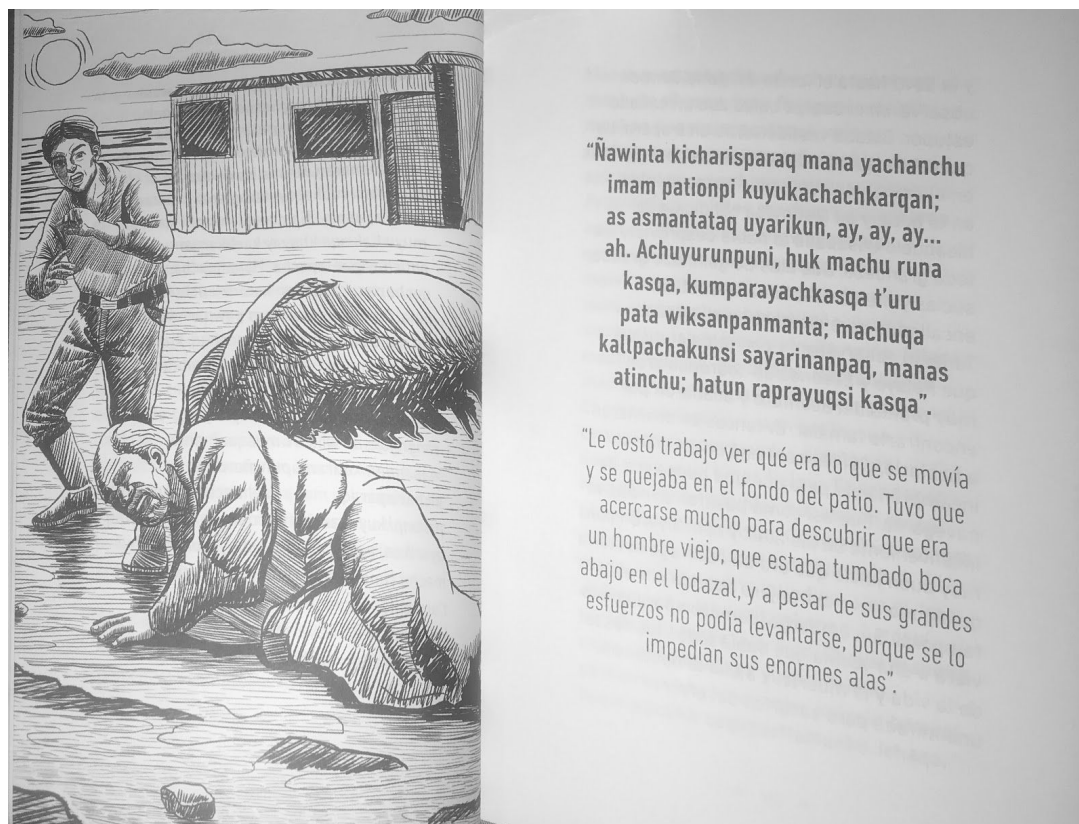 “Ñawinta kicharisparaq mana yachanchu
imam pationpi kuyukachachkarqan;
as asmantataq uyarikun, ay, ay, ay...
ah. Achuyurunpuni, huk machu runa
kasqa, kumparayachkasqa t’uru
pata wiksanpanmanta; machuqa
kallpachakunsi sayarinanpaq, manas
atinchu; hatun raprayuqsi kasqa”.
“Le costó trabajo ver qué era lo que se movía
y se quejaba en el fondo del patio. Tuvo que
acercarse mucho para descubrir que era
un hombre viejo, que estaba tumbado boca
abajo en el lodazal, y a pesar de sus grandes
esfuerzos no podía levantarse, porque se lo
impedían sus enormes alas”.